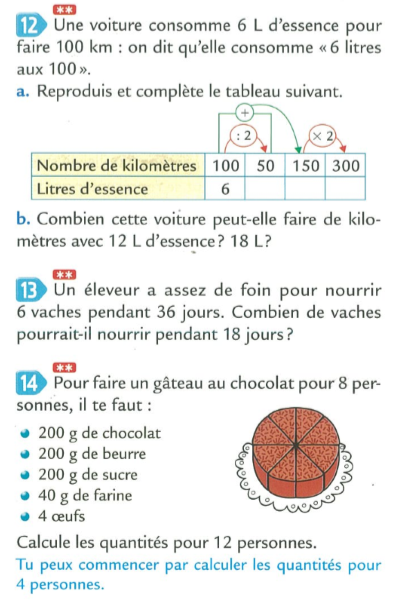 **
12 Une voiture consomme 6 L d'essence pour
faire 100 km : on dit qu'elle consomme « 6 litres
aux 100 ».
a. Reproduis et complète le tableau suivant.
+
: 2 × 2
Nombre de kilomètres 100 50 150 300
Litres d'essence 6
b. Combien cette voiture peut-elle faire de kilo-
mètres avec 12 L d'essence ? 18 L ?
**
13 Un éleveur a assez de foin pour nourrir
6 vaches pendant 36 jours. Combien de vaches
pourrait-il nourrir pendant 18 jours ?
**
14 Pour faire un gâteau au chocolat pour 8 per-
sonnes, il te faut :
• 200 g de chocolat
• 200 g de beurre
• 200 g de sucre
• 40 g de farine
• 4 œufs
Calcule les quantités pour 12 personnes.
Tu peux commencer par calculer les quantités pour
4 personnes.